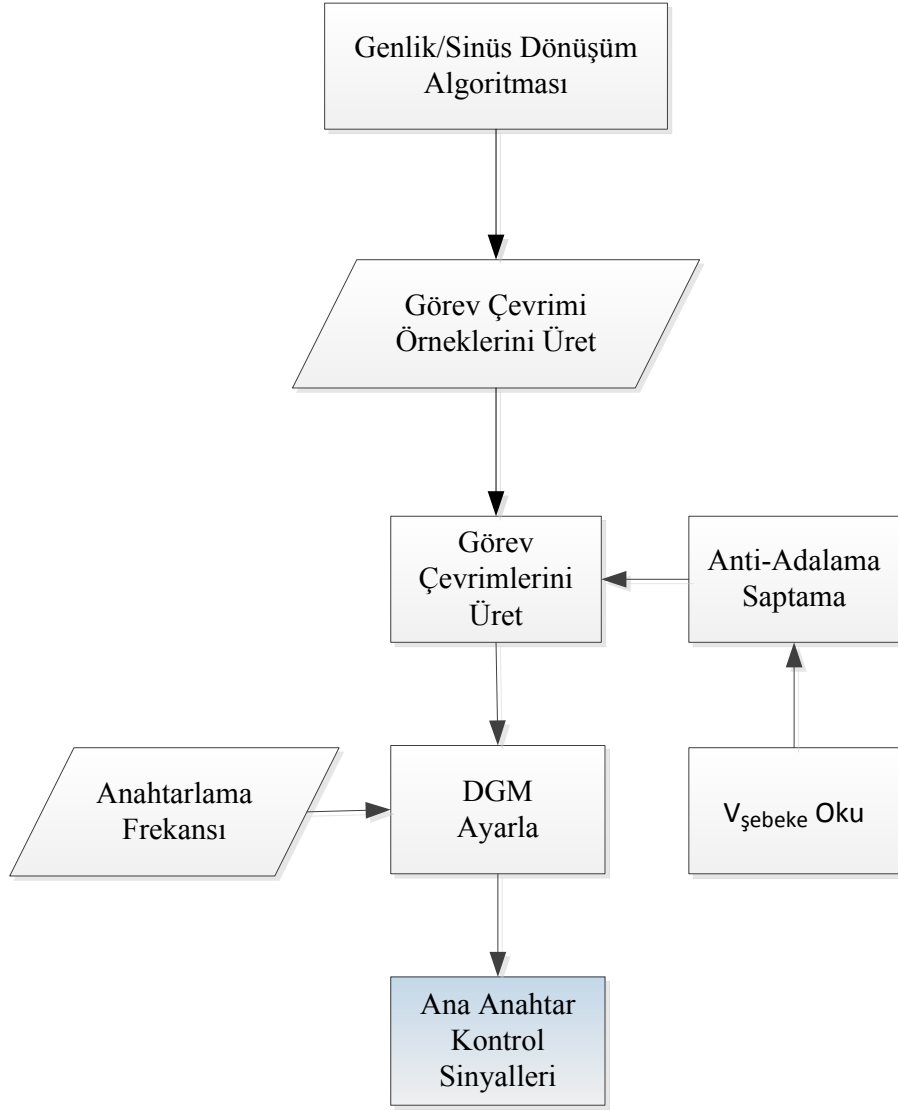 Genlik/Sinüs Dönüşüm
Algoritması
Görev Çevrimi
Örneklerini Üret
Görev
Çevrimlerini
Üret
Anti-Adalama
Saptama
Anahtarlama
Frekansı
DGM
Ayarla
Vşebeke Oku
Ana Anahtar
Kontrol
Sinyalleri